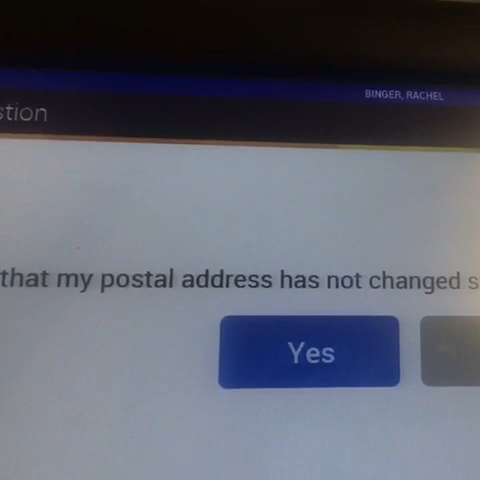 BINGER, RACHEL
stion
that my postal address has not changed s
Yes